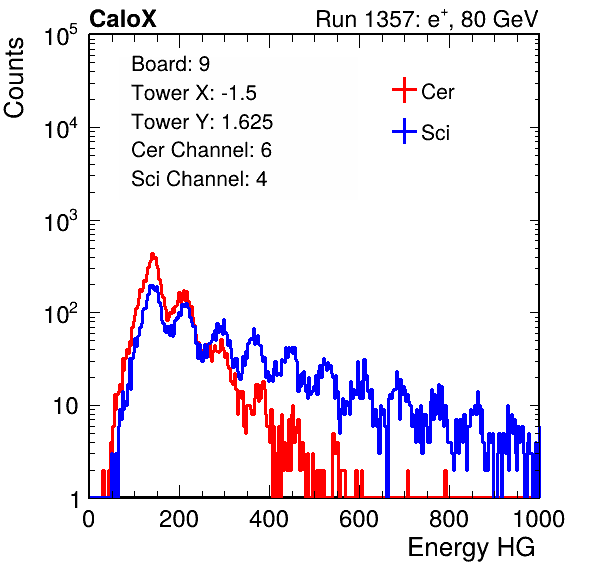 CaloX Run 1357: e⁺, 80 GeV
Counts
10⁵
10⁴
10³
10²
10
1
Board: 9
Tower X: -1.5
Tower Y: 1.625
Cer Channel: 6
Sci Channel: 4
Cer
Sci
0 200 400 600 800 1000
Energy HG